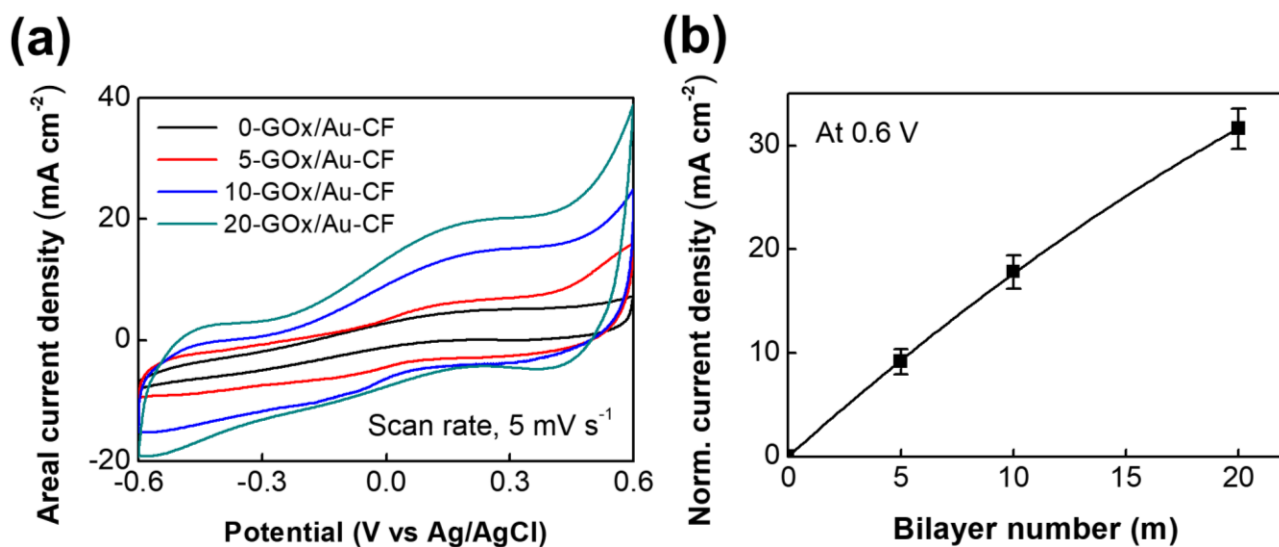 (a)
Areal current density (mA cm⁻²)
40
20
0
-20
0-GOx/Au-CF
5-GOx/Au-CF
10-GOx/Au-CF
20-GOx/Au-CF
Scan rate, 5 mV s⁻¹
-0.6 -0.3 0.0 0.3 0.6
Potential (V vs Ag/AgCl)
(b)
Norm. current density (mA cm⁻²)
30
20
10
0
At 0.6 V
0 5 10 15 20
Bilayer number (m)